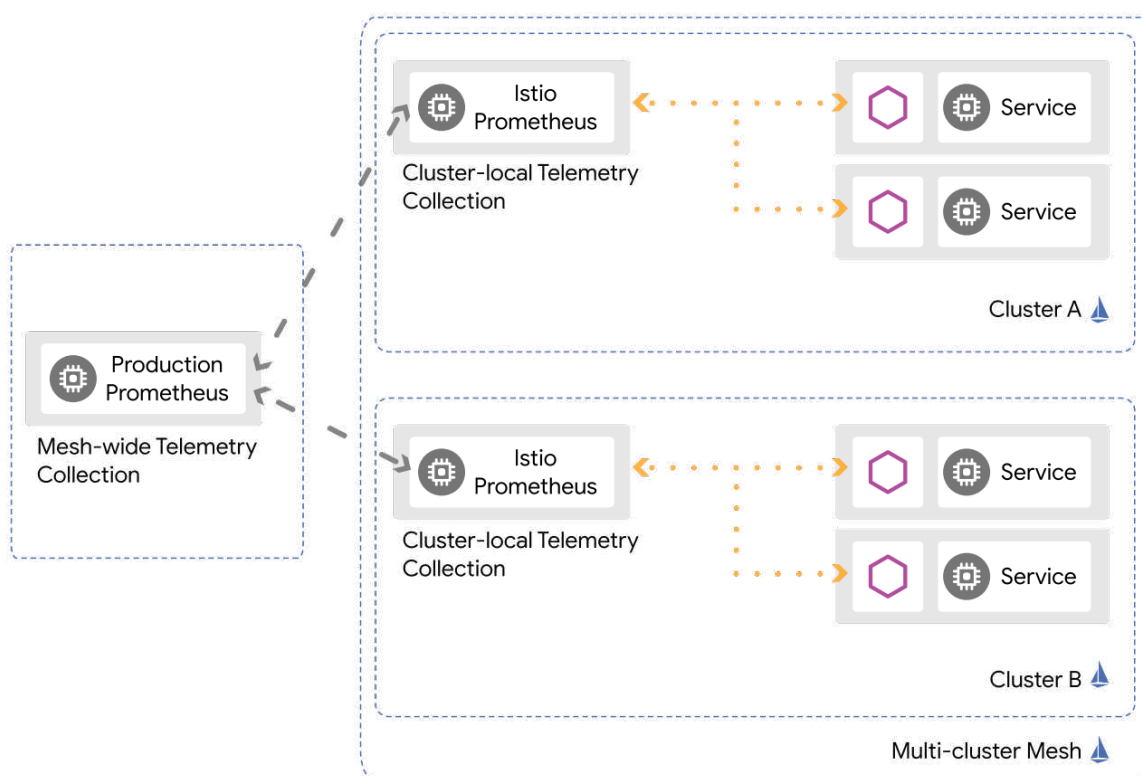 Istio
Prometheus
Cluster-local Telemetry
Collection
Service
Service
Cluster A
Production
Prometheus
Mesh-wide Telemetry
Collection
Istio
Prometheus
Cluster-local Telemetry
Collection
Service
Service
Cluster B
Multi-cluster Mesh